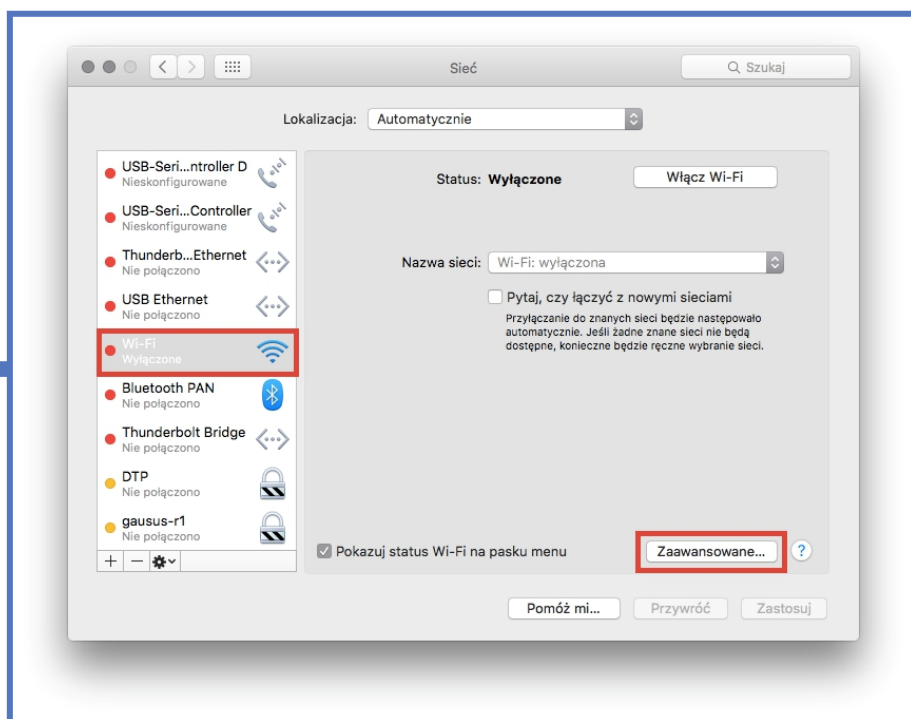 Sieć
Szukaj
Lokalizacja: Automatycznie
USB-Seri...ntroller D
Nieskonfigurowane
USB-Seri...Controller
Nieskonfigurowane
Thunderb...Ethernet
Nie połączono
USB Ethernet
Nie połączono
Wi-Fi
Wyłączone
Bluetooth PAN
Nie połączono
Thunderbolt Bridge
Nie połączono
DTP
Nie połączono
gausus-r1
Nie połączono
Status: Wyłączone
Włącz Wi-Fi
Nazwa sieci: Wi-Fi: wyłączona
Pytaj, czy łączyć z nowymi sieciami
Przyłączanie do znanych sieci będzie następowało
automatycznie. Jeśli żadne znane sieci nie będą
dostępne, konieczne będzie ręczne wybranie sieci.
Pokazuj status Wi-Fi na pasku menu
Zaawansowane...
?
Pomóż mi...
Przywróć
Zastosuj